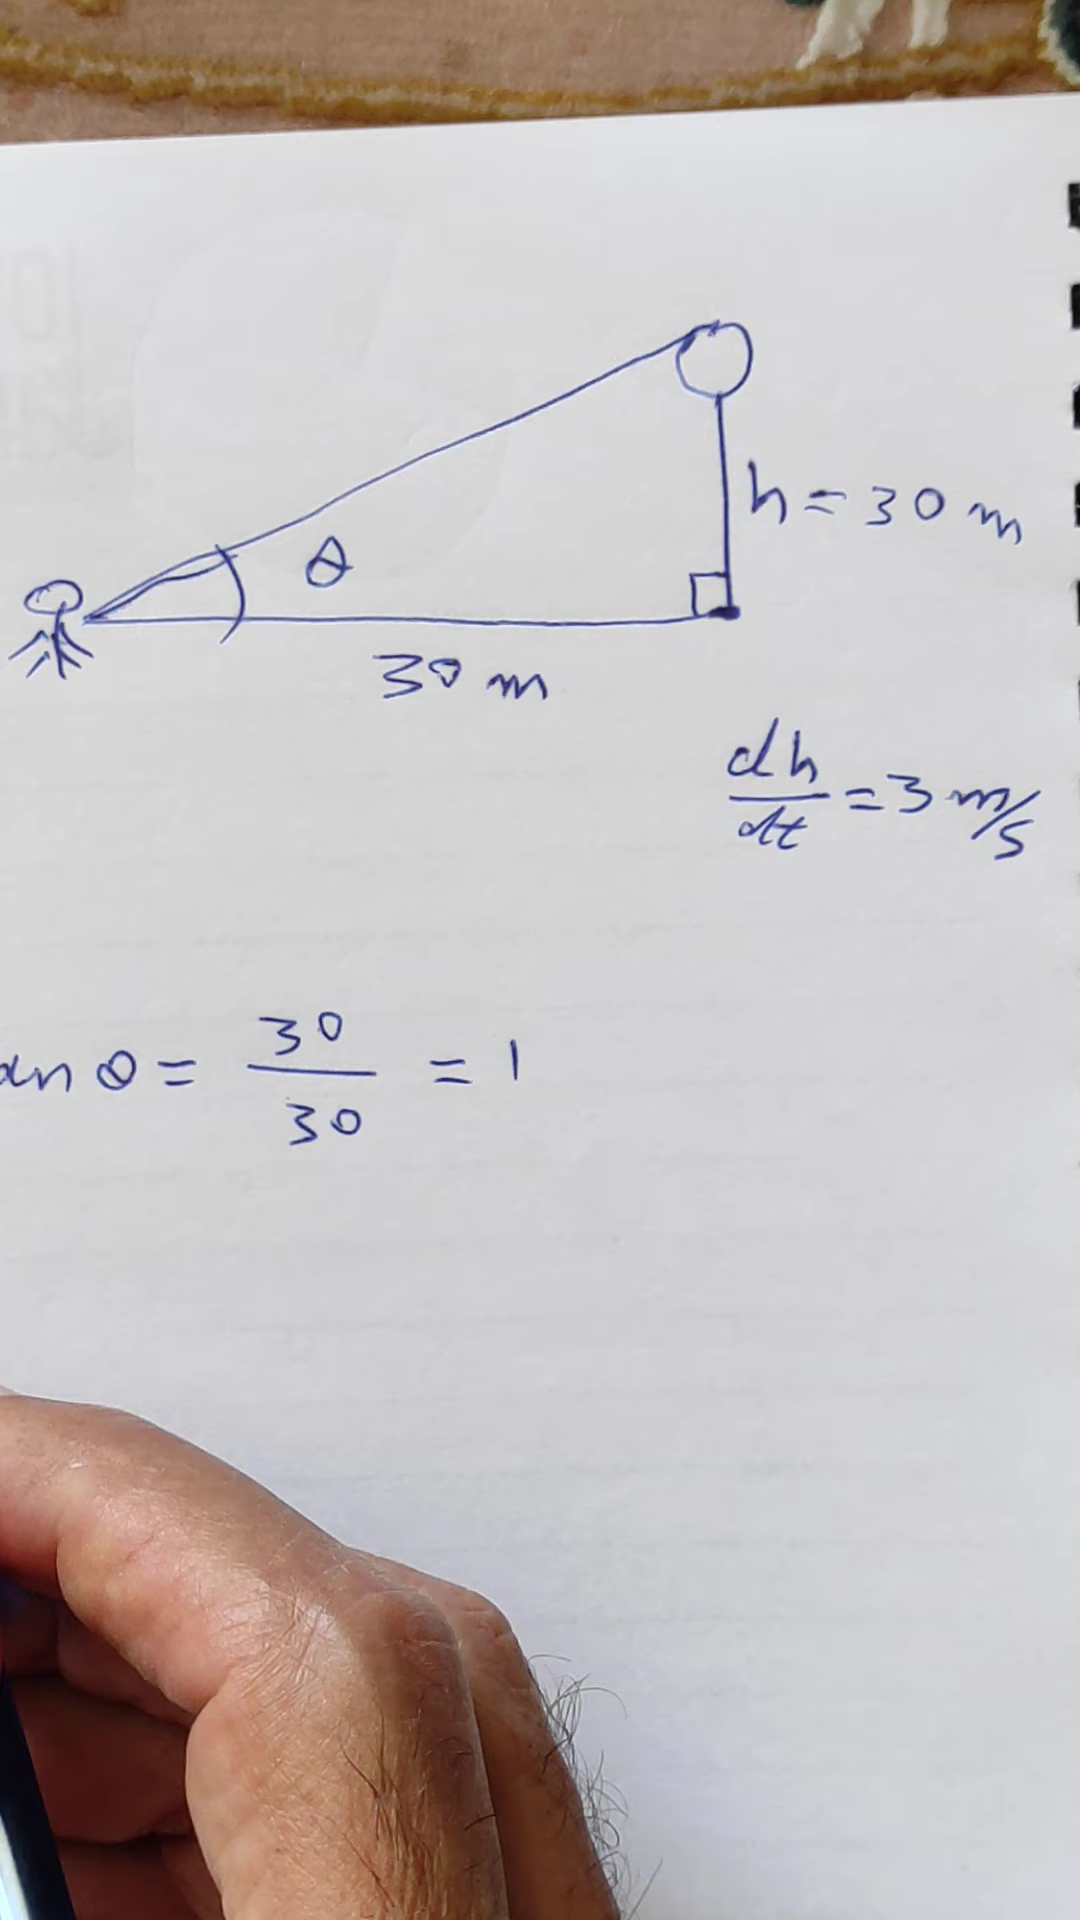 θ
h = 30 m
30 m
dh/dt = 3 m/s
an θ = 30/30 = 1